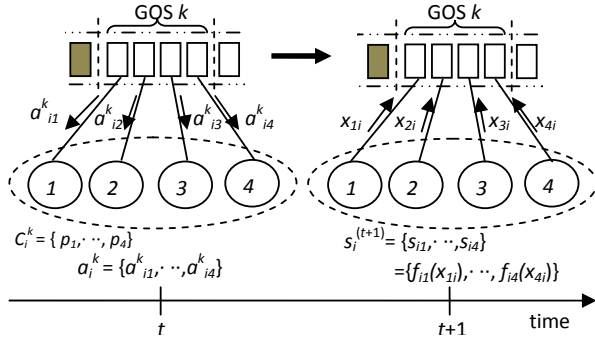 GOS k GOS k
a^k_i1 a^k_i2 a^k_i3 a^k_i4 x_1i x_2i x_3i x_4i
1 2 3 4 1 2 3 4
C_i^k = { p_1,· ··, p_4}
a_i^k = {a^k_i1,· ··,a^k_i4}
s_i^(t+1) = {s_i1,· ··,s_i4}
={f_i1(x_1i),· ··, f_i4(x_4i)}
t t+1 time